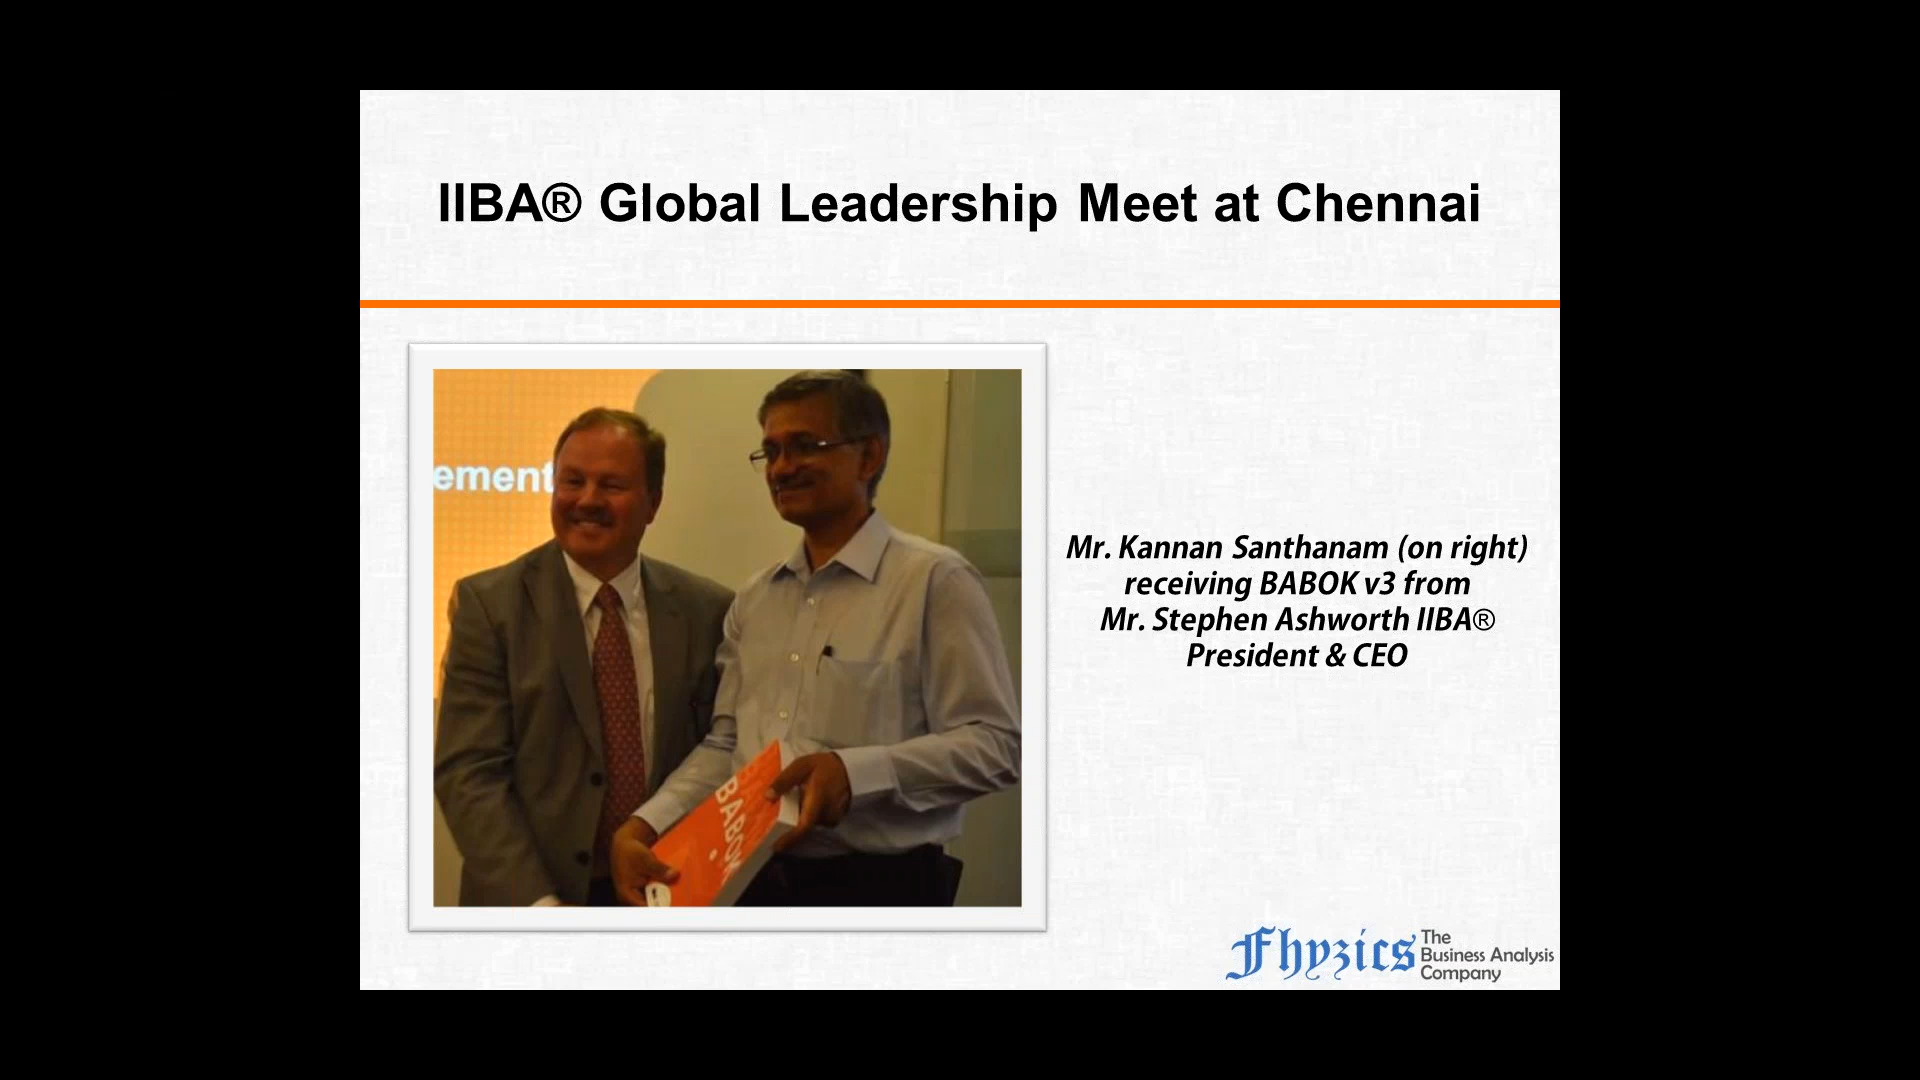 IIBA® Global Leadership Meet at Chennai
ement
BABOK
Mr. Kannan Santhanam (on right)
receiving BABOK v3 from
Mr. Stephen Ashworth IIBA®
President & CEO
Fhyzics The
Business Analysis
Company